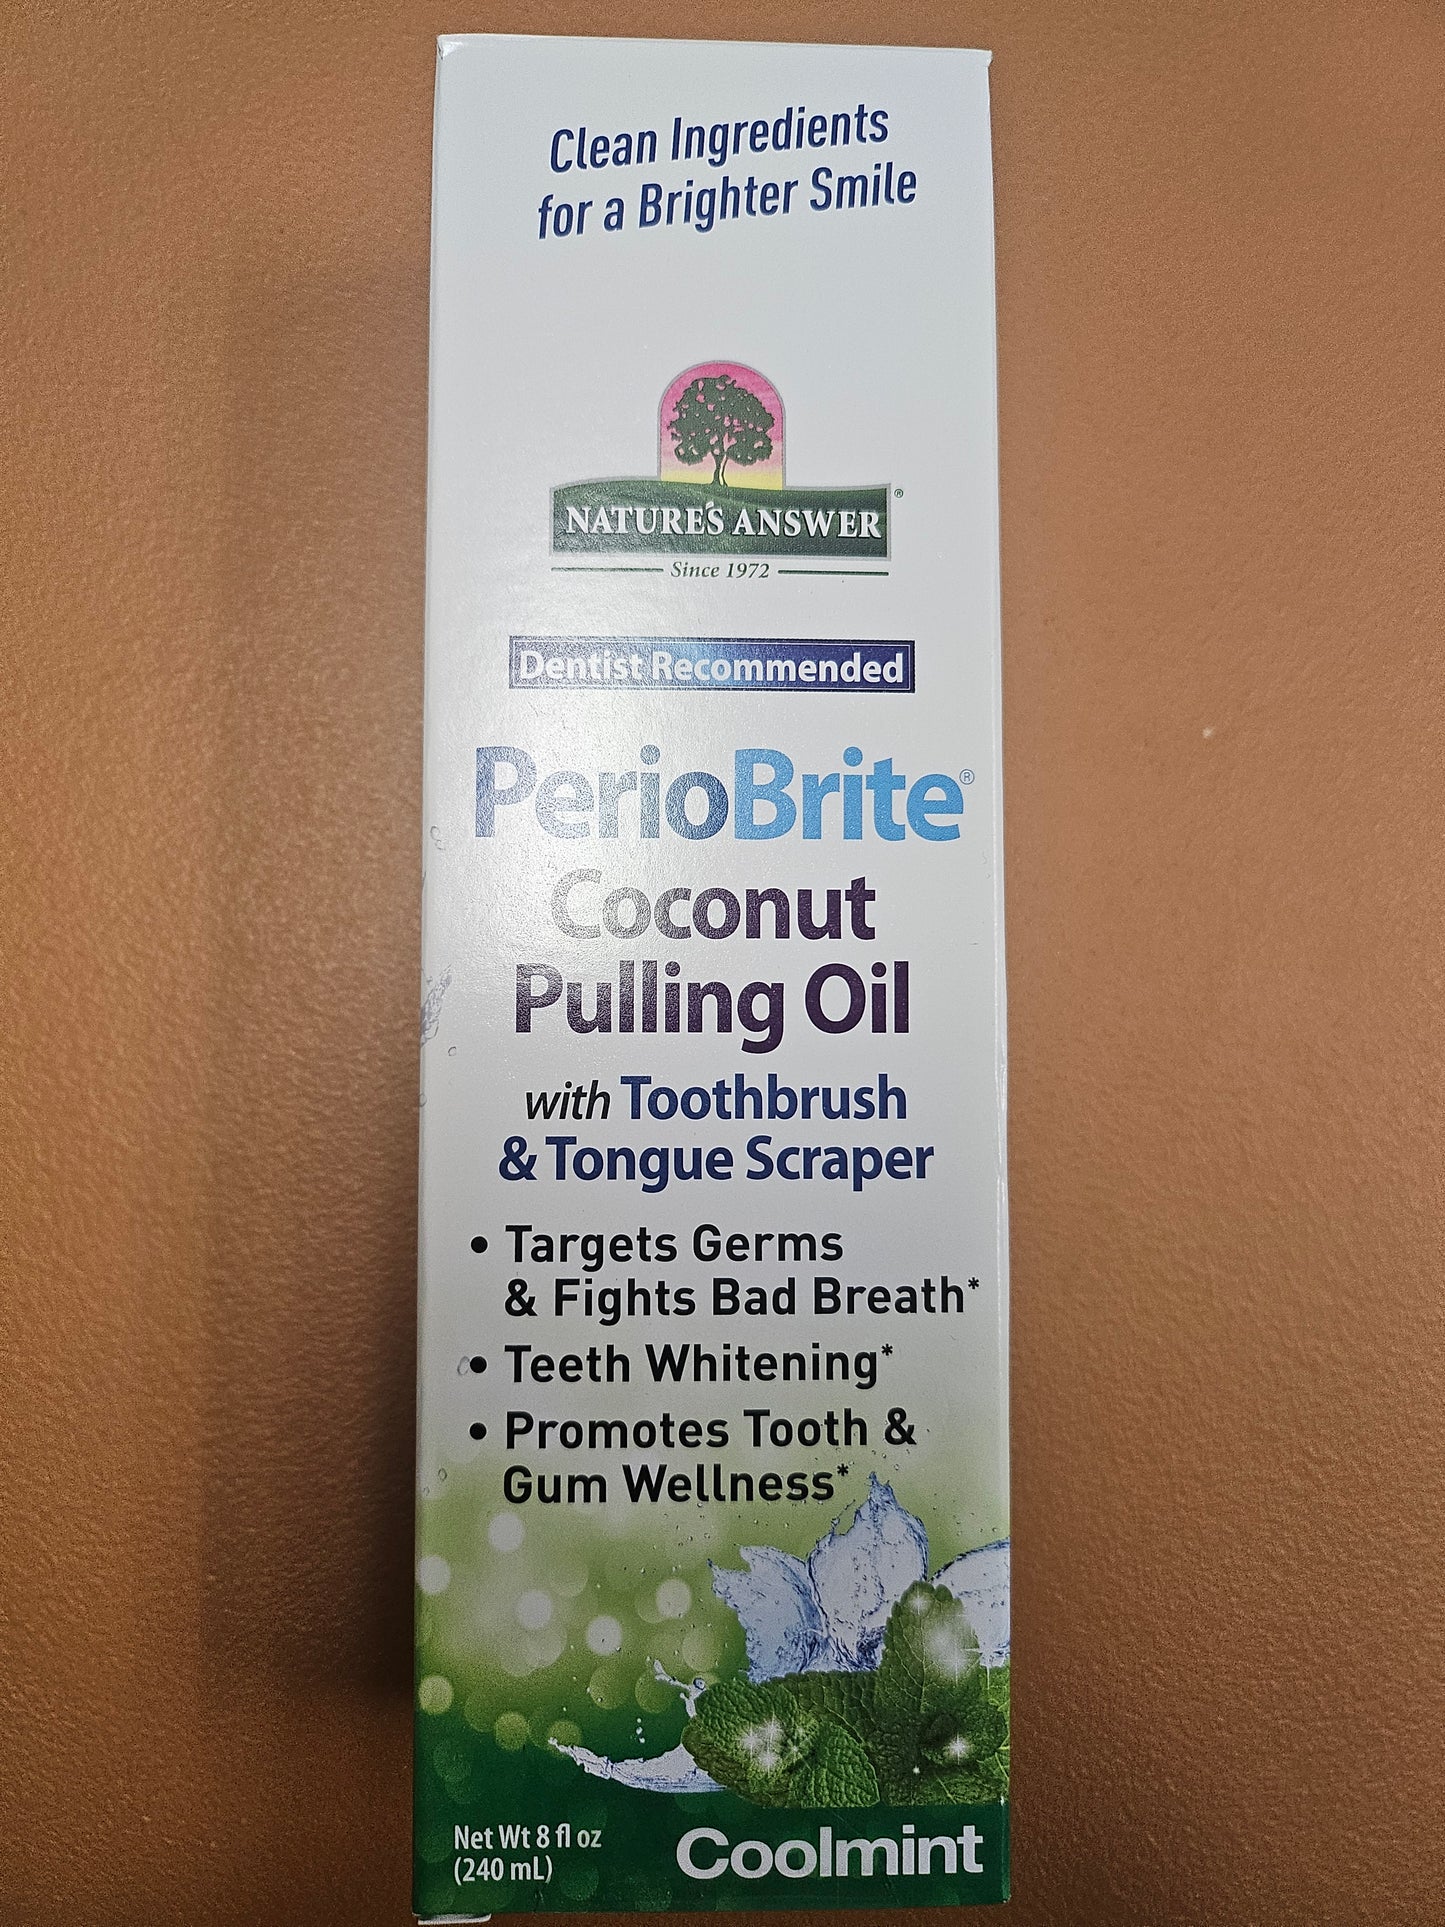 Clean Ingredients
for a Brighter Smile
NATURE'S ANSWER®
Since 1972
Dentist Recommended
PerioBrite®
Coconut
Pulling Oil
with Toothbrush
& Tongue Scraper
• Targets Germs
& Fights Bad Breath*
• Teeth Whitening*
• Promotes Tooth &
Gum Wellness*
Net Wt 8 fl oz
(240 mL)
Coolmint